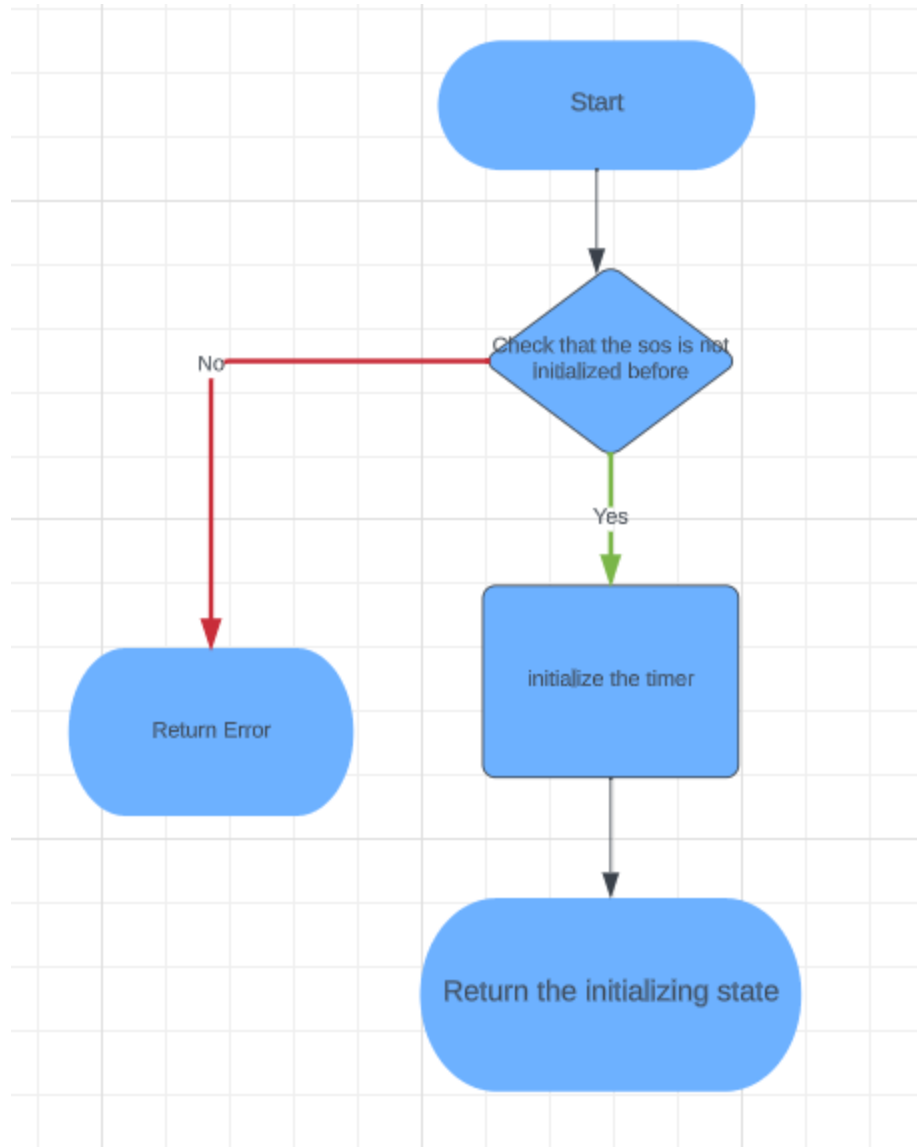 Start
Check that the sos is not
initialized before
No
Yes
initialize the timer
Return Error
Return the initializing state